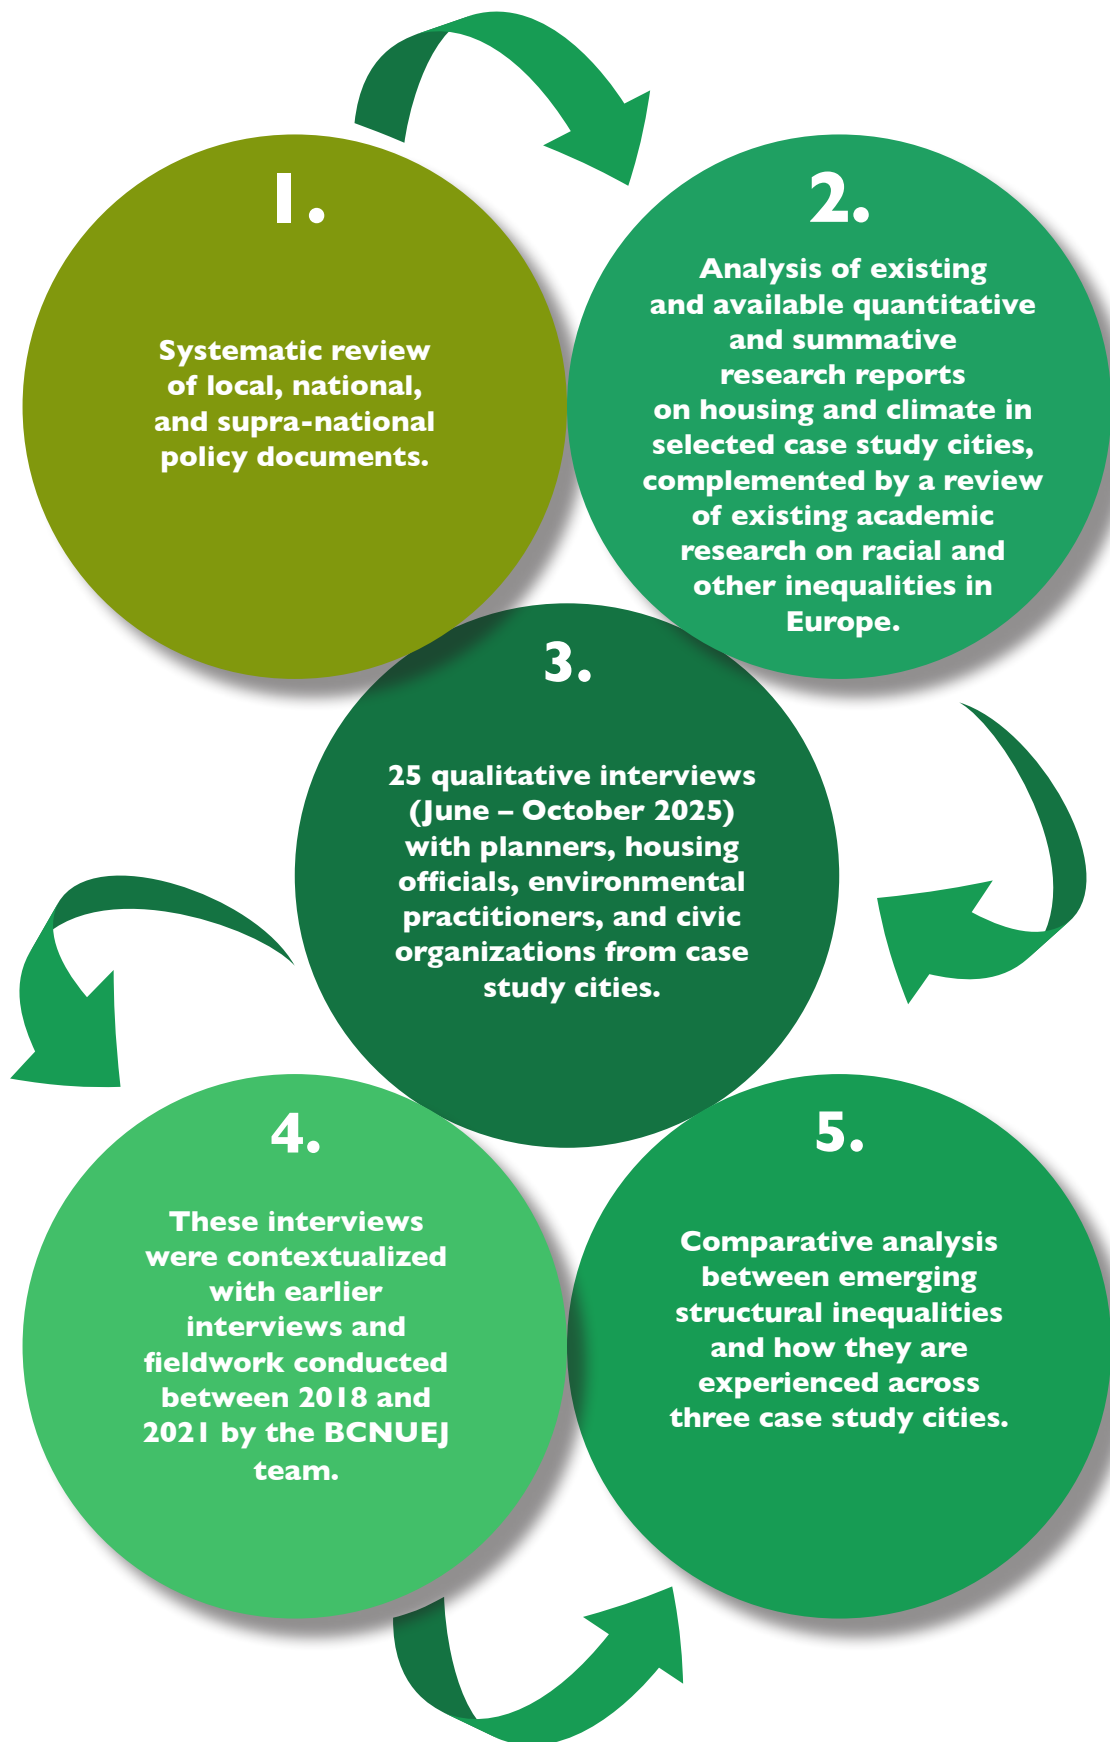 1.
Systematic review
of local, national,
and supra-national
policy documents.
2.
Analysis of existing
and available quantitative
and summative
research reports
on housing and climate in
selected case study cities,
complemented by a review
of existing academic
research on racial and
other inequalities in
Europe.
3.
25 qualitative interviews
(June – October 2025)
with planners, housing
officials, environmental
practitioners, and civic
organizations from case
study cities.
4.
These interviews
were contextualized
with earlier
interviews and
fieldwork conducted
between 2018 and
2021 by the BCNUEJ
team.
5.
Comparative analysis
between emerging
structural inequalities
and how they are
experienced across
three case study cities.